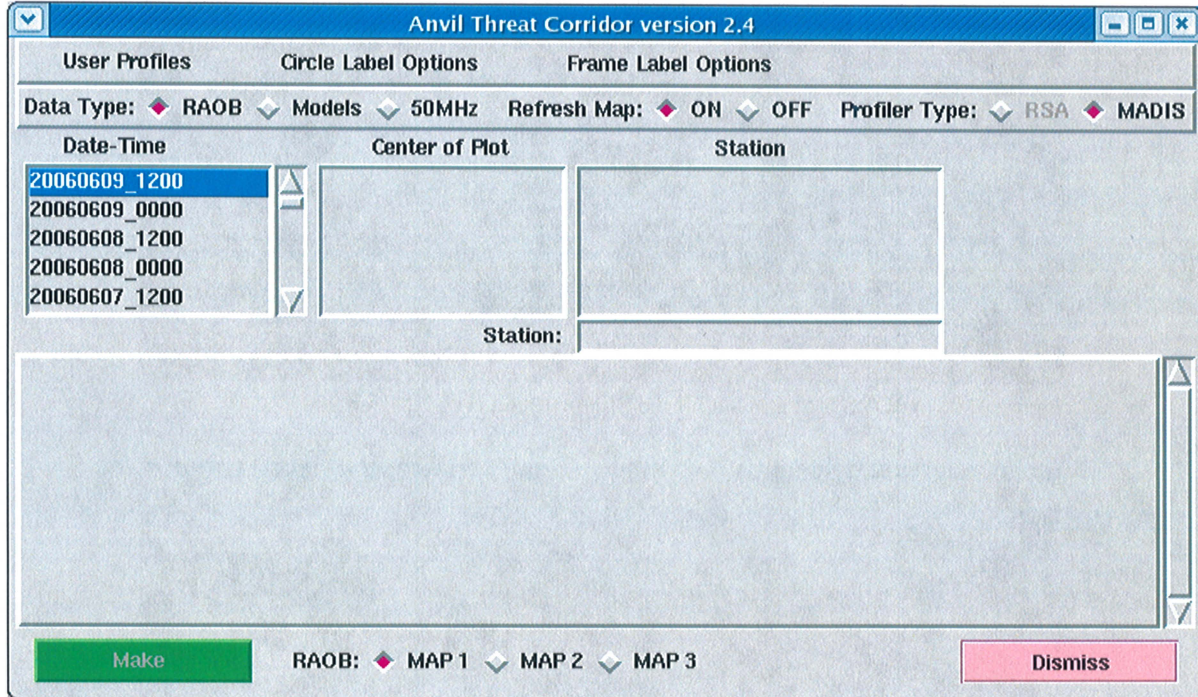 Anvil Threat Corridor version 2.4
User Profiles Circle Label Options Frame Label Options
Data Type: RAOB Models 50MHz Refresh Map: ON OFF Profiler Type: RSA MADIS
Date-Time Center of Plot Station
20060609_1200
20060609_0000
20060608_1200
20060608_0000
20060607_1200
Station:
Make RAOB: MAP 1 MAP 2 MAP 3 Dismiss